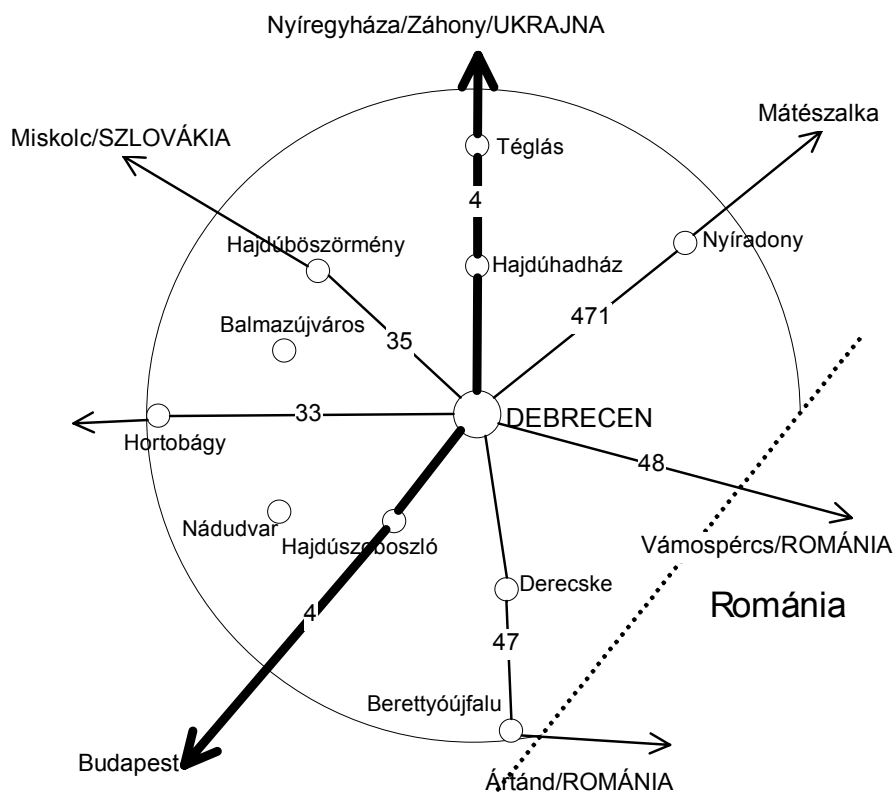 Nyíregyháza/Záhony/UKRAJNA
Mátészalka
Miskolc/SZLOVÁKIA
Téglás
4
Hajdúböszörmény
Nyíradony
Hajdúhadház
471
Balmazújváros
35
33
DEBRECEN
Hortobágy
48
Nádudvar
Hajdúszoboszló
Vámospércs/ROMÁNIA
Derecske
Románia
4
47
Berettyóújfalu
Budapest
Ártánd/ROMÁNIA